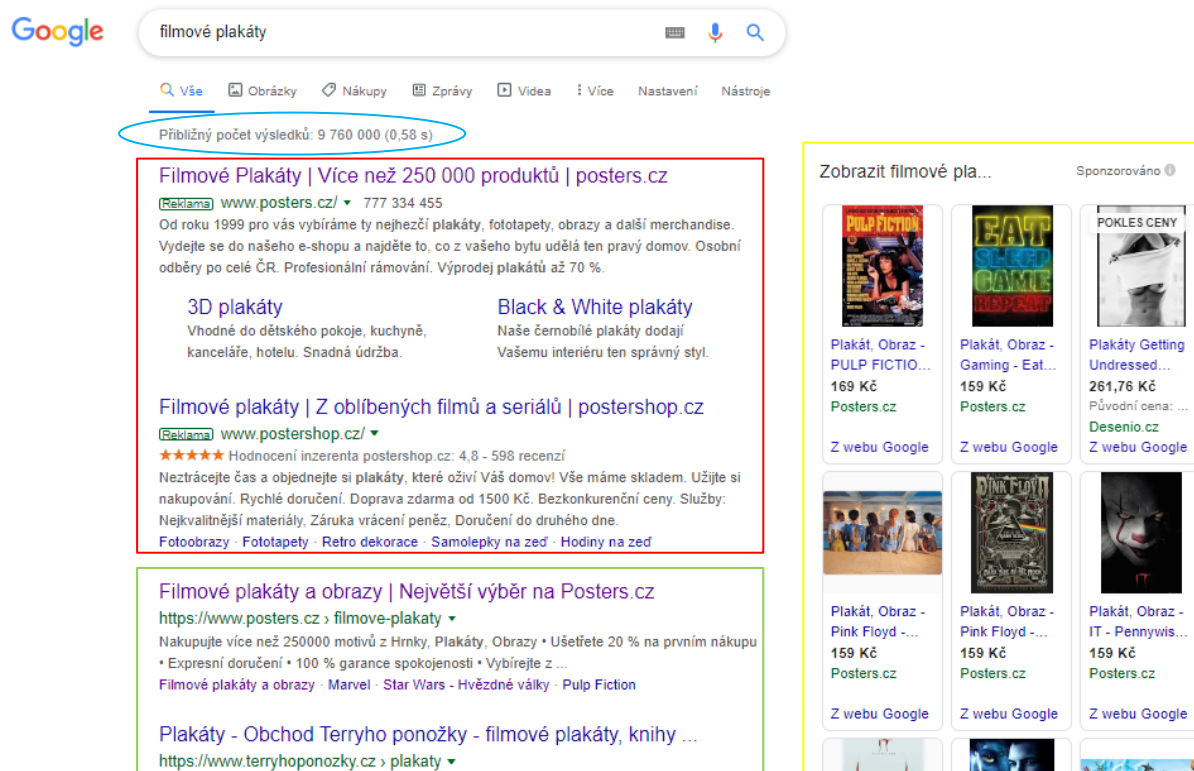 Google
filmové plakáty
Vše
Obrázky
Nákupy
Zprávy
Videa
Více
Nastavení
Nástroje
Přibližný počet výsledků: 9 760 000 (0,58 s)
Filmové Plakáty | Více než 250 000 produktů | posters.cz
Reklama www.posters.cz/ 777 334 455
Od roku 1999 pro vás vybíráme ty nejhezčí plakáty, fototapety, obrazy a další merchandise.
Vydejte se do našeho e-shopu a najděte to, co z vašeho bytu udělá ten pravý domov. Osobní
odběry po celé ČR. Profesionální rámování. Výprodej plakátů až 70 %.
3D plakáty
Vhodné do dětského pokoje, kuchyně,
kanceláře, hotelu. Snadná údržba.
Black & White plakáty
Naše černobílé plakáty dodají
Vašemu interiéru ten správný styl.
Filmové plakáty | Z oblíbených filmů a seriálů | postershop.cz
Reklama www.postershop.cz/
Hodnocení inzerenta postershop.cz: 4,8 - 598 recenzí
Neztrácejte čas a objednejte si plakáty, které oživí Váš domov! Vše máme skladem. Užijte si
nakupování. Rychlé doručení. Doprava zdarma od 1500 Kč. Bezkonkurenční ceny. Služby:
Nejkvalitnější materiály, Záruka vrácení peněz, Doručení do druhého dne.
Fotoobrazy · Fototapety · Retro dekorace · Samolepky na zeď · Hodiny na zeď
Filmové plakáty a obrazy | Největší výběr na Posters.cz
https://www.posters.cz › filmove-plakaty
Nakupujte více než 250000 motivů z Hrnky, Plakáty, Obrazy • Ušetřete 20 % na prvním nákupu
• Expresní doručení • 100 % garance spokojenosti • Vybírejte z ...
Filmové plakáty a obrazy · Marvel · Star Wars - Hvězdné války · Pulp Fiction
Plakáty - Obchod Terryho ponožky - filmové plakáty, knihy ...
https://www.terryhoponozky.cz › plakaty
Zobrazit filmové pla...
Sponzorováno
PULP FICTION
Plakát, Obraz -
PULP FICTIO...
169 Kč
Posters.cz
Z webu Google
EAT
SLEEP
GAME
REPEAT
Plakát, Obraz -
Gaming - Eat...
159 Kč
Posters.cz
Z webu Google
POKLES CENY
Plakáty Getting
Undressed...
261,76 Kč
Původní cena: ...
Desenio.cz
Z webu Google
Plakát, Obraz -
Pink Floyd -...
159 Kč
Posters.cz
Z webu Google
PINK FLOYD
Plakát, Obraz -
Pink Floyd -...
159 Kč
Posters.cz
Z webu Google
IT
Plakát, Obraz -
IT - Pennywis...
159 Kč
Posters.cz
Z webu Google
IT